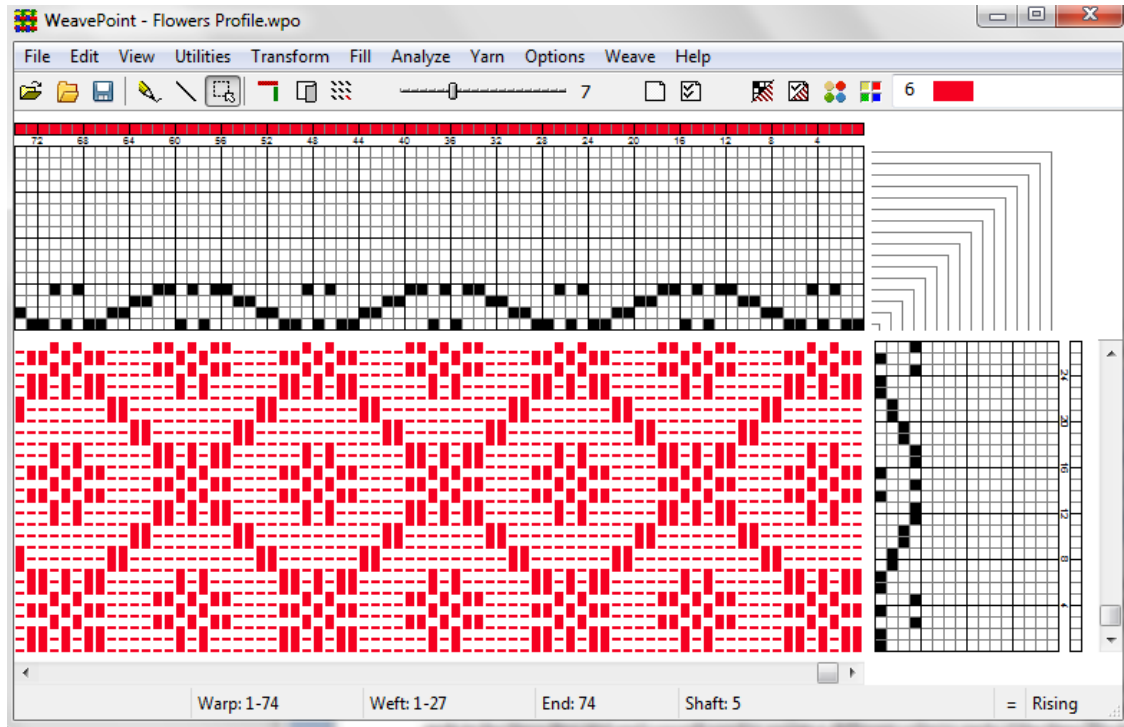 WeavePoint - Flowers Profile.wpo
File Edit View Utilities Transform Fill Analyze Yarn Options Weave Help
7 6
72 68 64 60 56 52 48 44 40 36 32 28 24 20 16 12 8 4
24
20
16
12
8
4
Warp: 1-74 Weft: 1-27 End: 74 Shaft: 5 = Rising